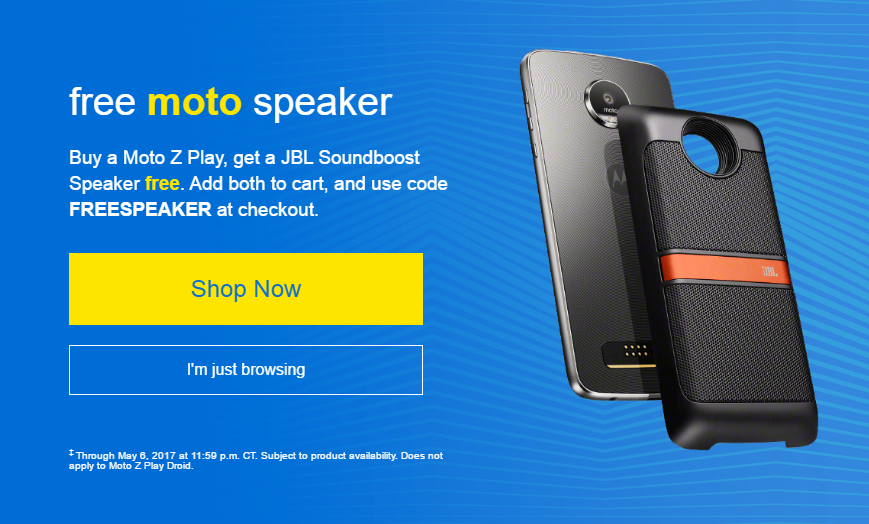 free moto speaker
Buy a Moto Z Play, get a JBL Soundboost
Speaker free. Add both to cart, and use code
FREESPEAKER at checkout.
Shop Now
I'm just browsing
‡ Through May 6, 2017 at 11:59 p.m. CT. Subject to product availability. Does not
apply to Moto Z Play Droid.
moto
JBL